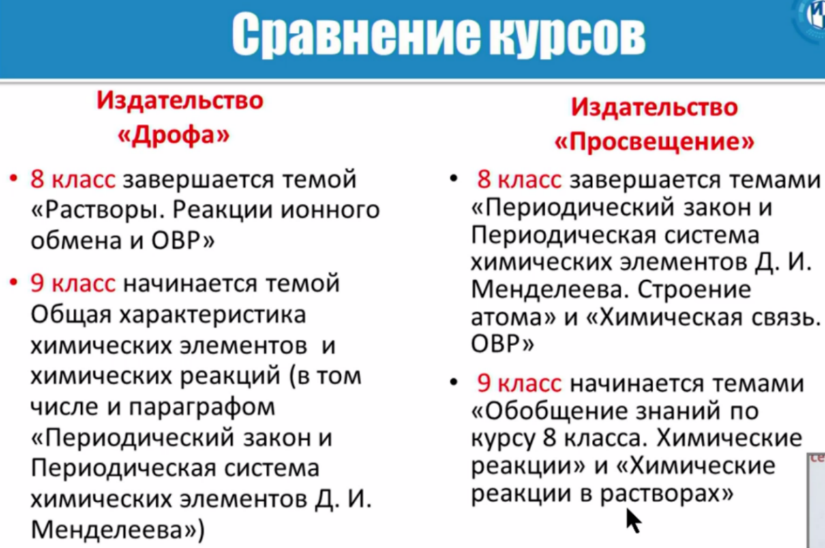 Сравнение курсов
Издательство
«Дрофа»
• 8 класс завершается темой
«Растворы. Реакции ионного
обмена и ОВР»
• 9 класс начинается темой
Общая характеристика
химических элементов и
химических реакций (в том
числе и параграфом
«Периодический закон и
Периодическая система
химических элементов Д. И.
Менделеева»)
Издательство
«Просвещение»
• 8 класс завершается темами
«Периодический закон и
Периодическая система
химических элементов Д. И.
Менделеева. Строение
атома» и «Химическая связь.
ОВР»
• 9 класс начинается темами
«Обобщение знаний по
курсу 8 класса. Химические
реакции» и «Химические
реакции в растворах»